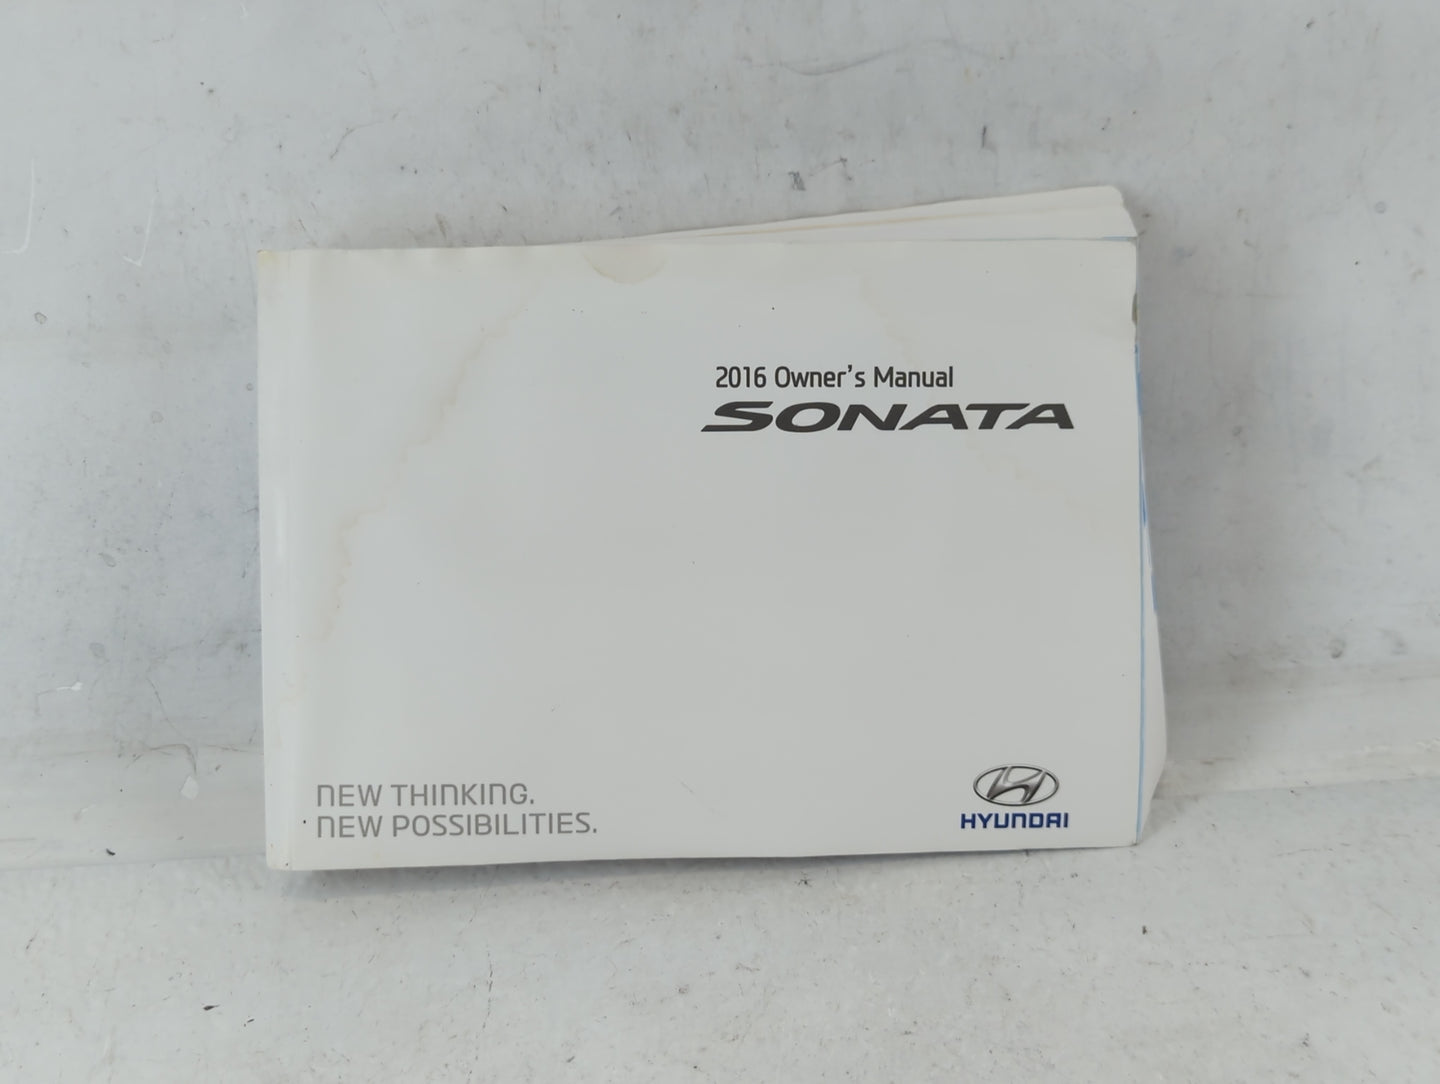 2016 Owner's Manual
SONATA
NEW THINKING.
NEW POSSIBILITIES.
HYUNDAI